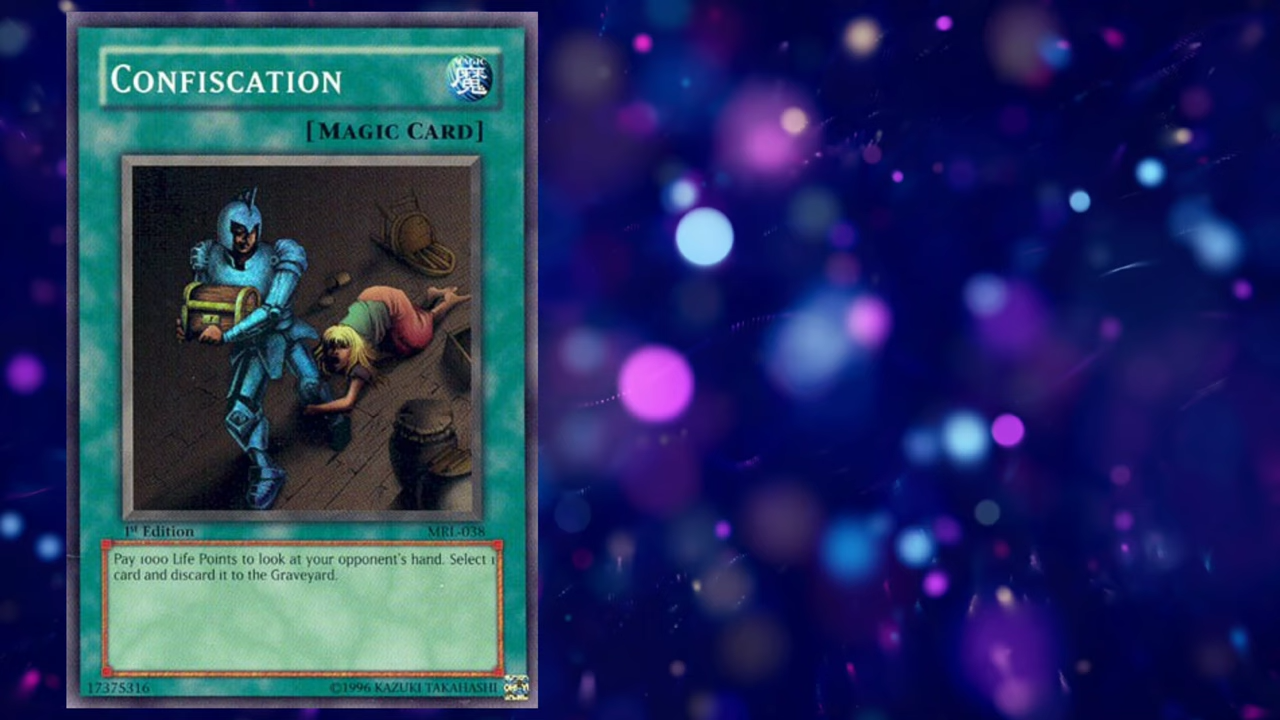 CONFISCATION
MAGIC
魔
[MAGIC CARD]
1st Edition
MRL-038
Pay 1000 Life Points to look at your opponent's hand. Select 1
card and discard it to the Graveyard.
17375316
©1996 KAZUKI TAKAHASHI